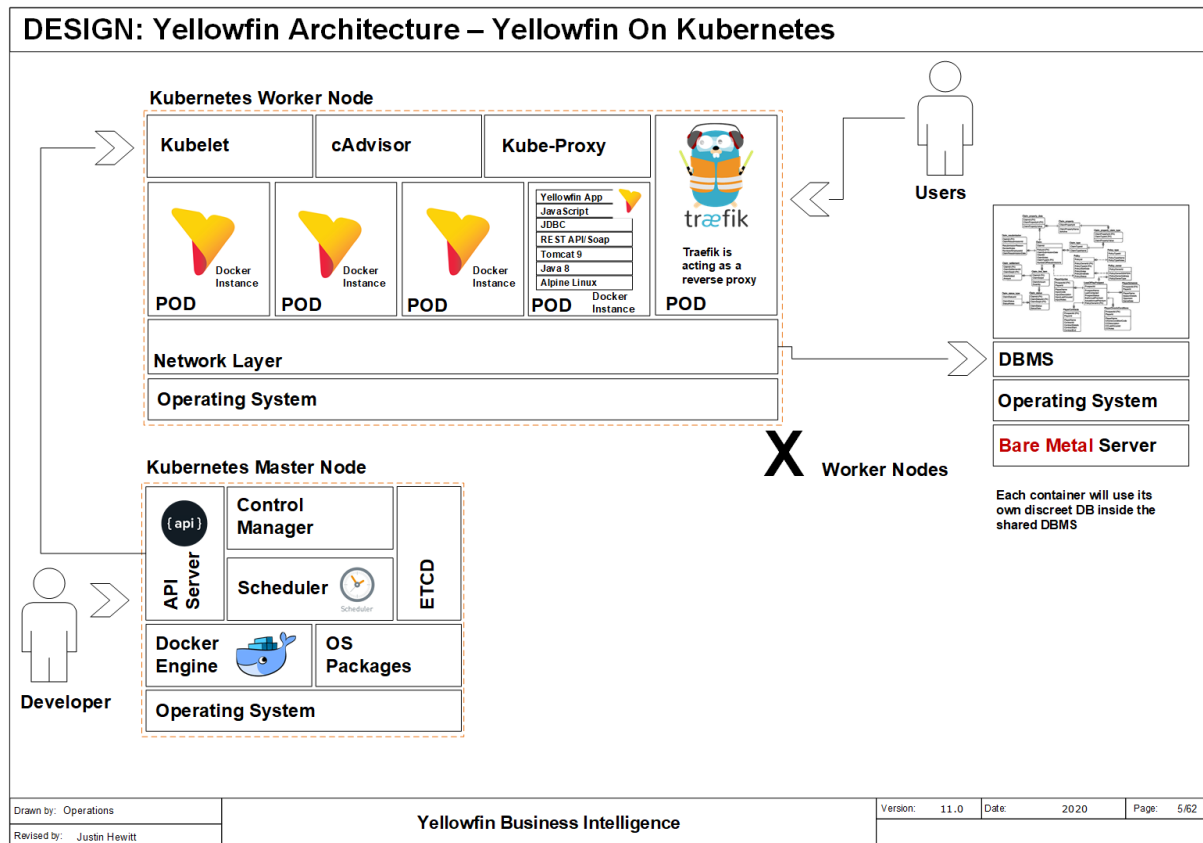 DESIGN: Yellowfin Architecture – Yellowfin On Kubernetes
Kubernetes Worker Node
Kubelet
cAdvisor
Kube-Proxy
træfik
Traefik is
acting as a
reverse proxy
POD
Docker
Instance
POD
Docker
Instance
POD
Docker
Instance
POD
Yellowfin App
JavaScript
JDBC
REST API/Soap
Tomcat 9
Java 8
Alpine Linux
Docker
Instance
POD
Network Layer
Operating System
Users
DBMS
Operating System
Bare Metal Server
Each container will use its
own discreet DB inside the
shared DBMS
X
Worker Nodes
Kubernetes Master Node
{ api }
API
Server
Control
Manager
Scheduler
Scheduler
ETCD
Docker
Engine
OS
Packages
Operating System
Developer
Drawn by: Operations
Revised by: Justin Hewitt
Yellowfin Business Intelligence
Version: 11.0
Date: 2020
Page: 5/62